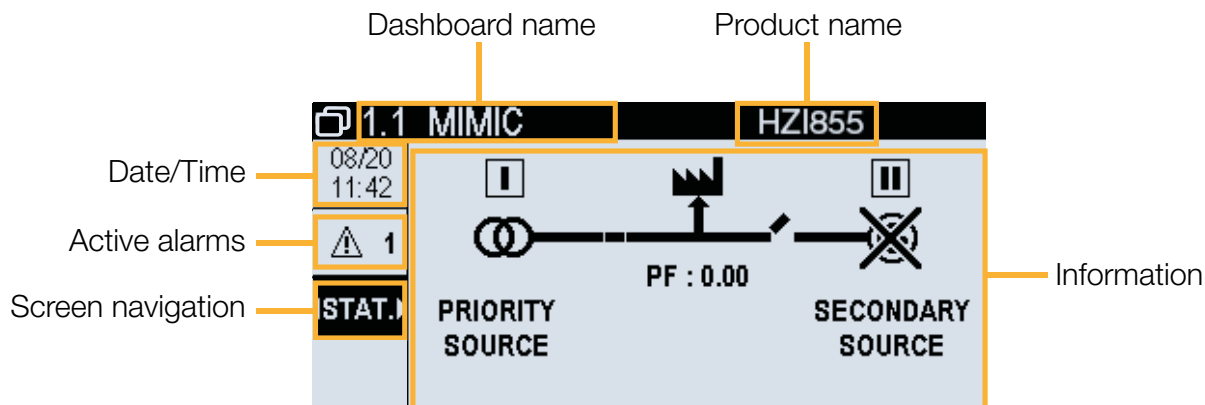 Dashboard name
Product name
1.1 MIMIC
HZI855
Date/Time
08/20
11:42
I
II
Active alarms
1
PF : 0.00
Information
Screen navigation
STAT.
PRIORITY
SOURCE
SECONDARY
SOURCE